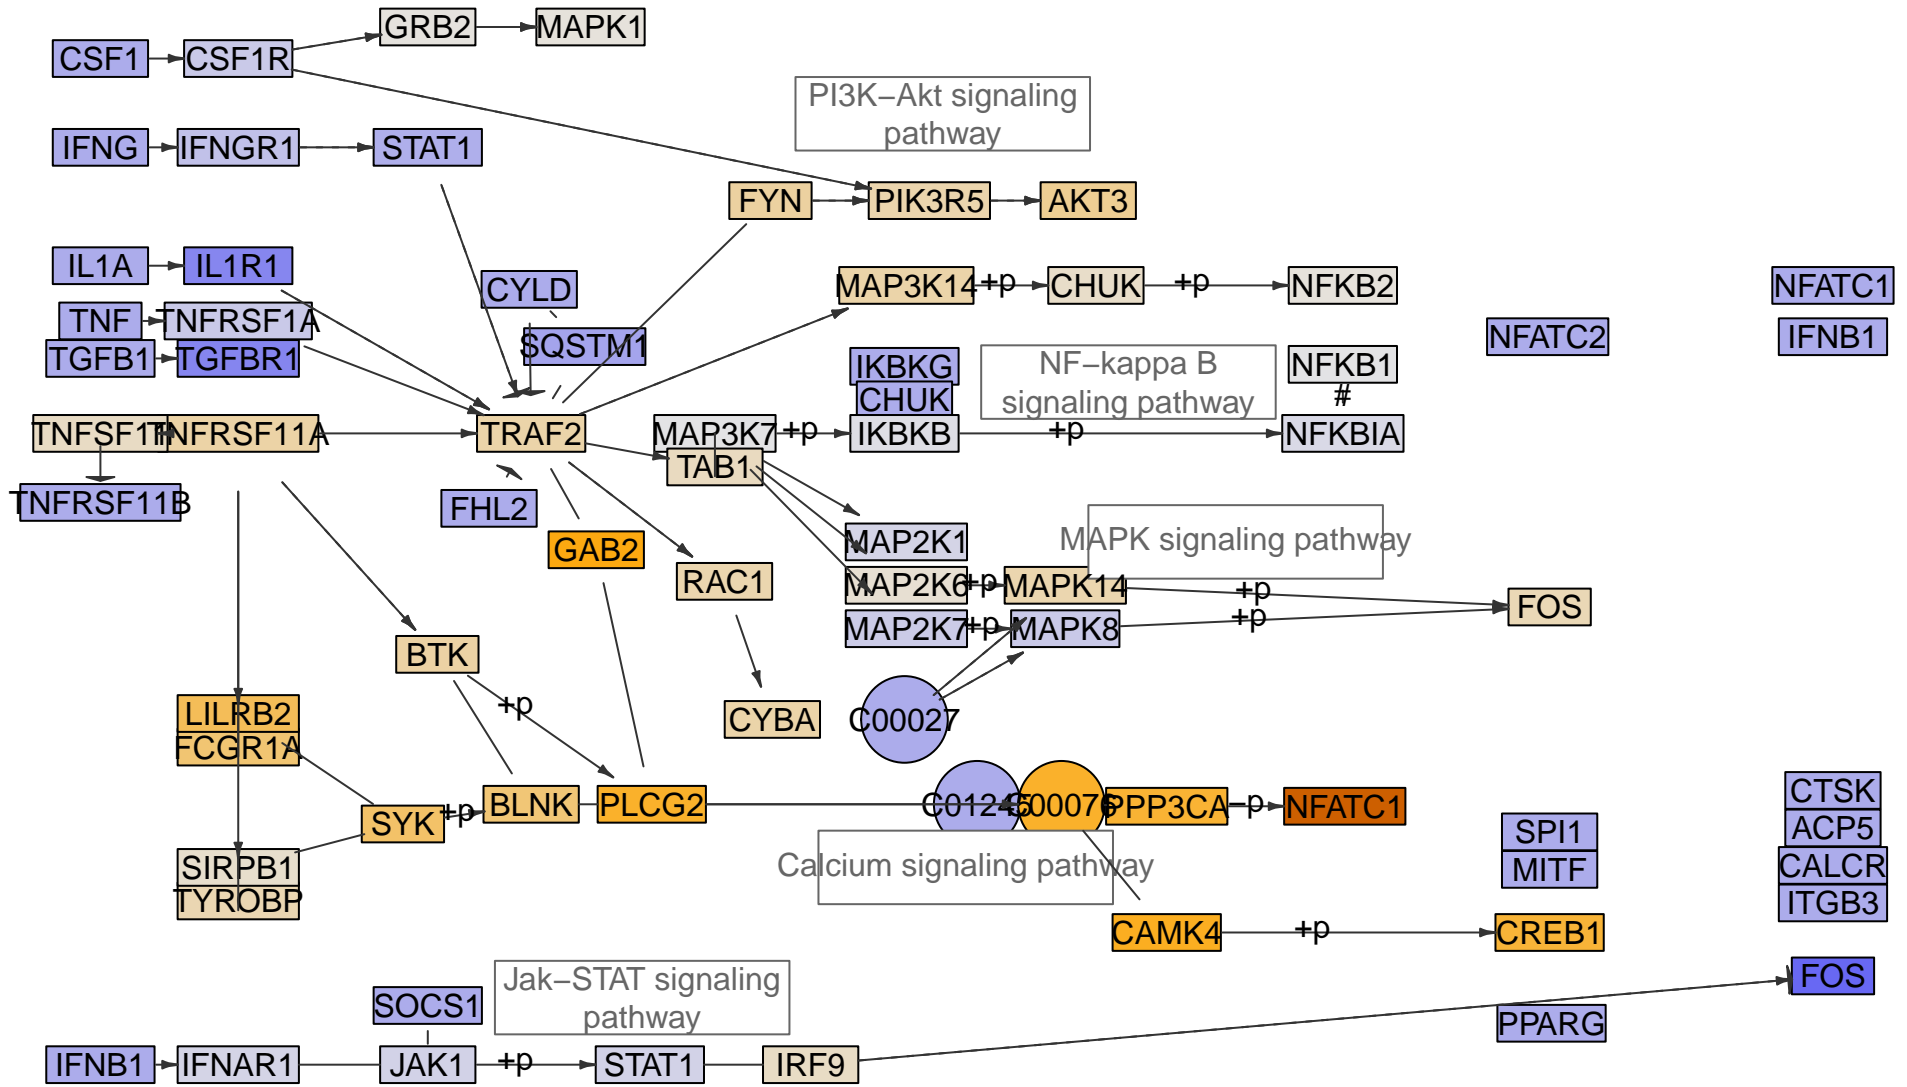 GRB2
MAPK1
CSF1
CSF1R
PI3K−Akt signaling
pathway
IFNG
IFNGR1
STAT1
FYN
PIK3R5
AKT3
IL1A
IL1R1
CYLD
MAP3K14
+p
CHUK
+p
NFKB2
NFATC1
TNF
TNFRSF1A
SQSTM1
NFATC2
IFNB1
TGFB1
TGFBR1
IKBKG
NF−kappa B
signaling pathway
NFKB1
#
CHUK
TNFRSF11A
TRAF2
MAP3K7
+p
IKBKB
+p
NFKBIA
TAB1
TNFRSF11B
FHL2
GAB2
MAP2K1
MAPK signaling pathway
RAC1
MAP2K6
+p
MAPK14
+p
FOS
MAP2K7
+p
MAPK8
+p
BTK
+p
LILRB2
FCGR1A
CYBA
C00027
SYK
+p
BLNK
PLCG2
C00076
PPP3CA
−p
NFATC1
CTSK
SPI1
ACP5
Calcium signaling pathway
MITF
CALCR
SIRPB1
TYROBP
ITGB3
CAMK4
+p
CREB1
Jak−STAT signaling
pathway
FOS
SOCS1
PPARG
IFNB1
IFNAR1
JAK1
+p
STAT1
IRF9